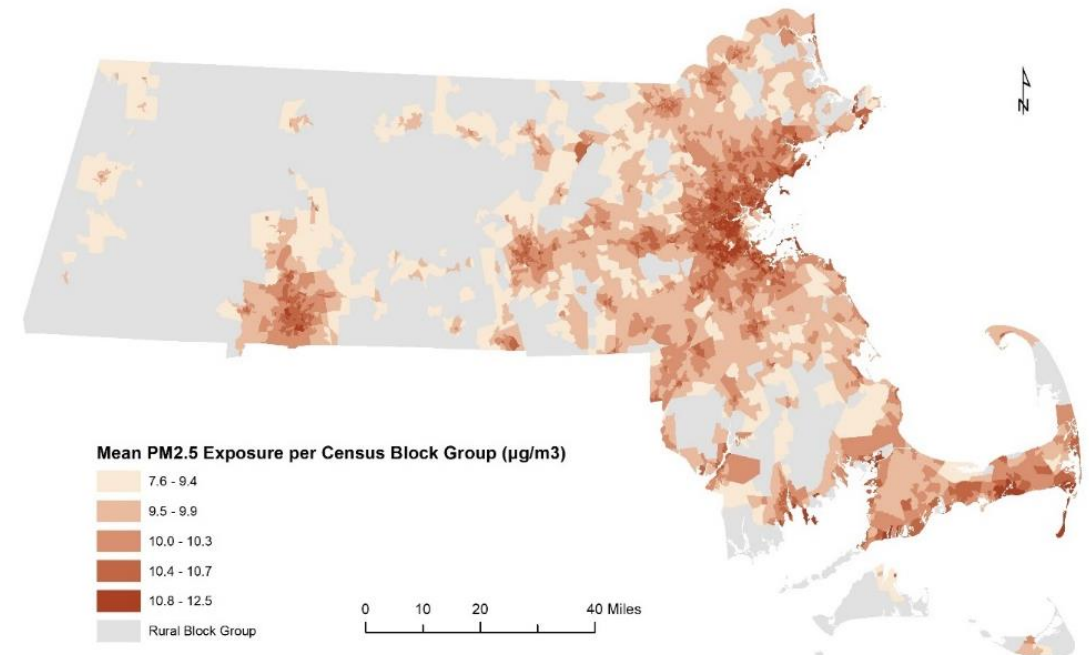 N
Mean PM2.5 Exposure per Census Block Group (µg/m3)
7.6 - 9.4
9.5 - 9.9
10.0 - 10.3
10.4 - 10.7
10.8 - 12.5
Rural Block Group
0 10 20 40 Miles